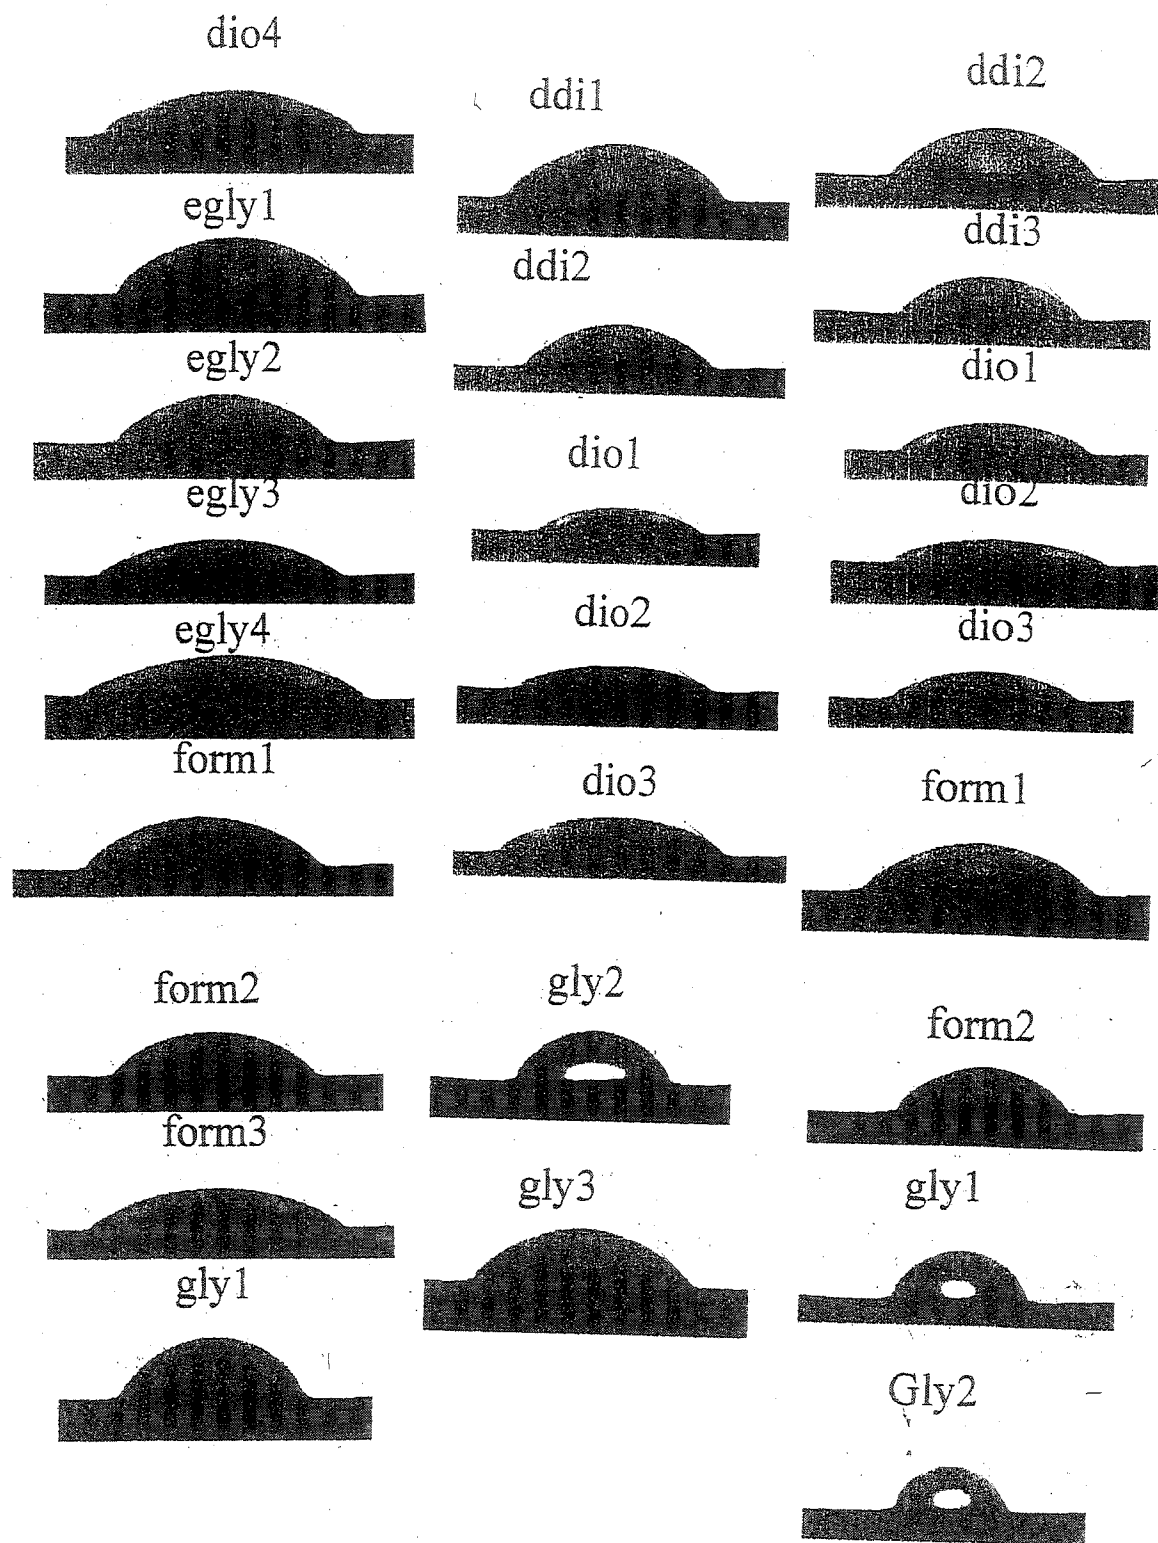 dio4
egly1
egly2
egly3
egly4
form1
form2
form3
gly1
ddi1
ddi2
dio1
dio2
dio3
gly2
gly3
ddi2
ddi3
dio1
dio2
dio3
form1
form2
gly1
Gly2